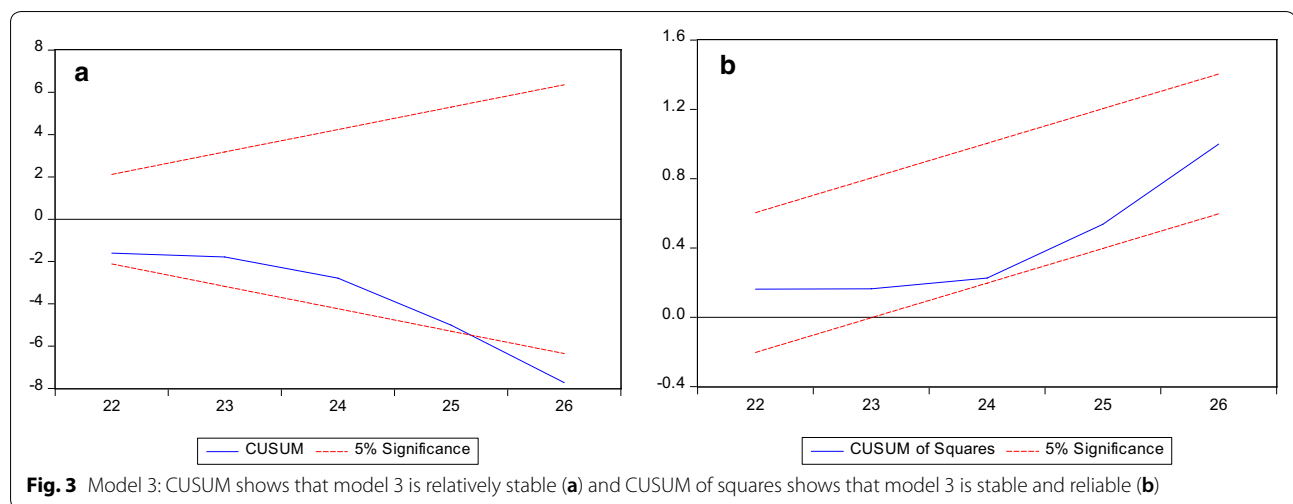 a
8
6
4
2
0
-2
-4
-6
-8
22 23 24 25 26
CUSUM 5% Significance
b
1.6
1.2
0.8
0.4
0.0
-0.4
22 23 24 25 26
CUSUM of Squares 5% Significance
Fig. 3 Model 3: CUSUM shows that model 3 is relatively stable (a) and CUSUM of squares shows that model 3 is stable and reliable (b)